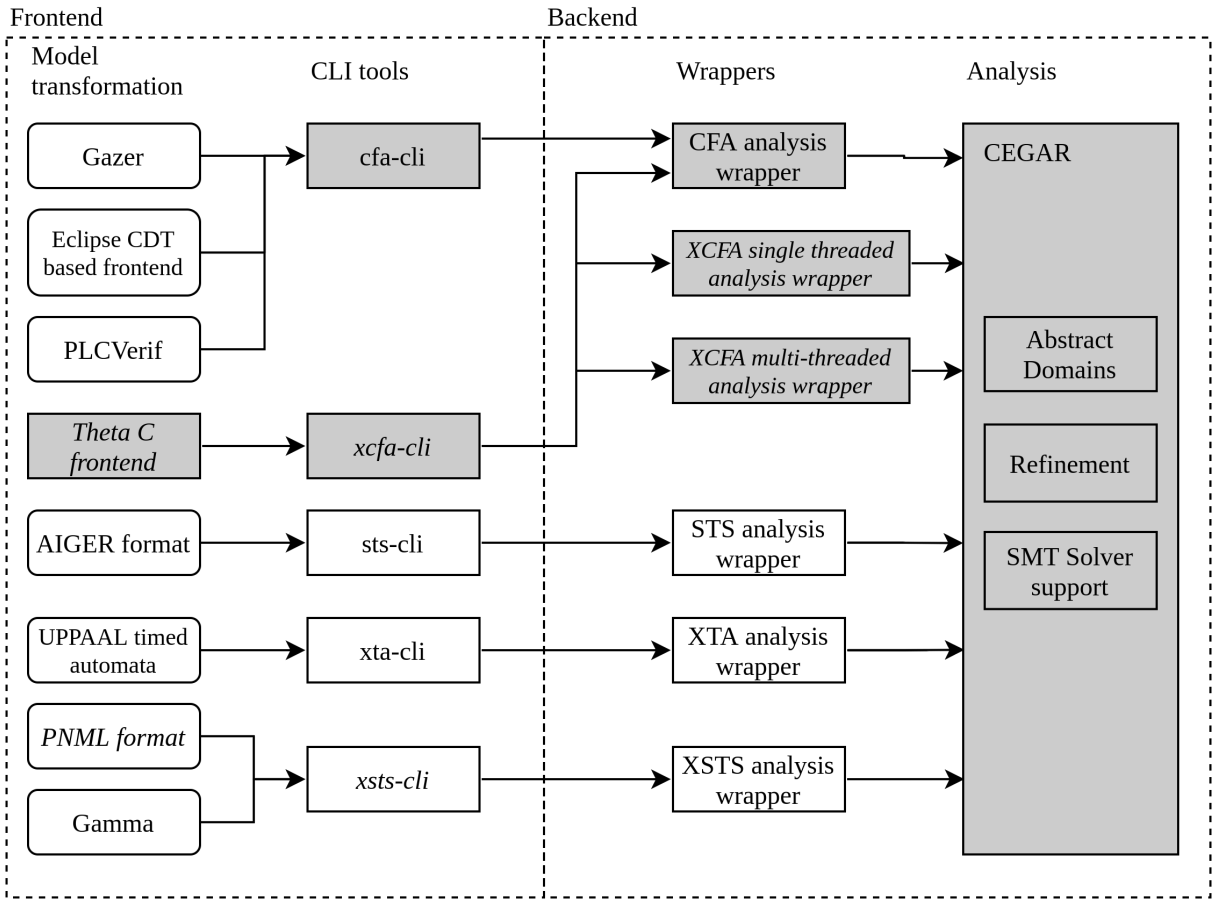 Frontend
Backend
Model
transformation
CLI tools
Wrappers
Analysis
Gazer
cfa-cli
CFA analysis
wrapper
CEGAR
Eclipse CDT
based frontend
XCFA single threaded
analysis wrapper
PLCVerif
XCFA multi-threaded
analysis wrapper
Abstract
Domains
Theta C
frontend
xcfa-cli
Refinement
AIGER format
sts-cli
STS analysis
wrapper
SMT Solver
support
UPPAAL timed
automata
xta-cli
XTA analysis
wrapper
PNML format
xsts-cli
XSTS analysis
wrapper
Gamma